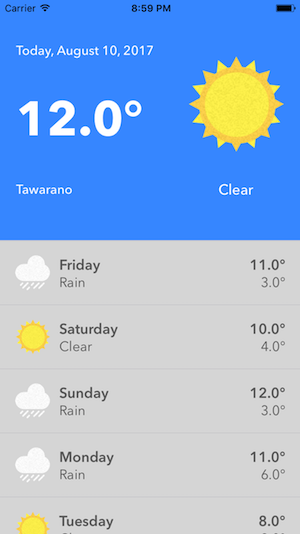 Carrier 8:59 PM
Today, August 10, 2017
12.0°
Tawarano Clear
Friday 11.0°
Rain 3.0°
Saturday 10.0°
Clear 4.0°
Sunday 12.0°
Rain 3.0°
Monday 11.0°
Rain 6.0°
Tuesday 8.0°